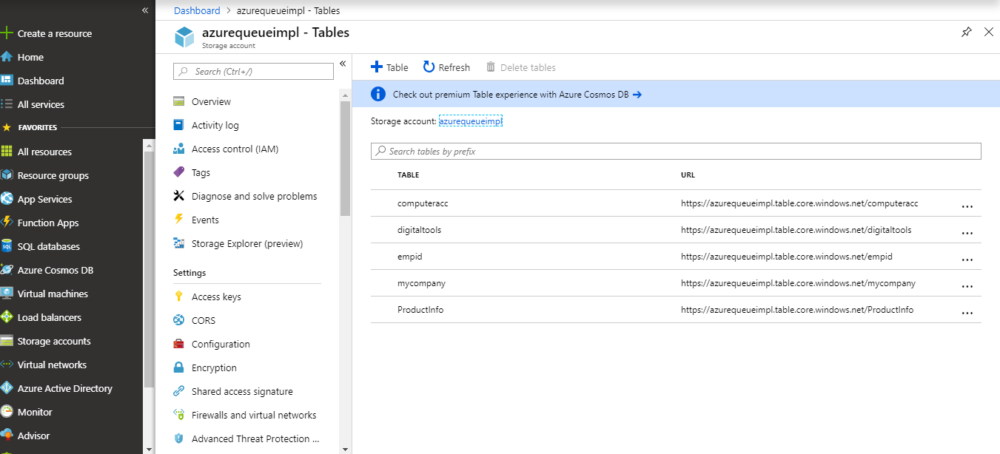 «
Create a resource
Home
Dashboard
All services
FAVORITES
All resources
Resource groups
App Services
Function Apps
SQL databases
Azure Cosmos DB
Virtual machines
Load balancers
Storage accounts
Virtual networks
Azure Active Directory
Monitor
Advisor
Dashboard > azurequeueimpl - Tables
azurequeueimpl - Tables
Storage account
Search (Ctrl+/)
«
Overview
Activity log
Access control (IAM)
Tags
Diagnose and solve problems
Events
Storage Explorer (preview)
Settings
Access keys
CORS
Configuration
Encryption
Shared access signature
Firewalls and virtual networks
Advanced Threat Protection ...
Table Refresh Delete tables
Check out premium Table experience with Azure Cosmos DB →
Storage account: azurequeueimpl
Search tables by prefix
TABLE URL
computeracc https://azurequeueimpl.table.core.windows.net/computeracc ...
digitaltools https://azurequeueimpl.table.core.windows.net/digitaltools ...
empid https://azurequeueimpl.table.core.windows.net/empid ...
mycompany https://azurequeueimpl.table.core.windows.net/mycompany ...
ProductInfo https://azurequeueimpl.table.core.windows.net/ProductInfo ...